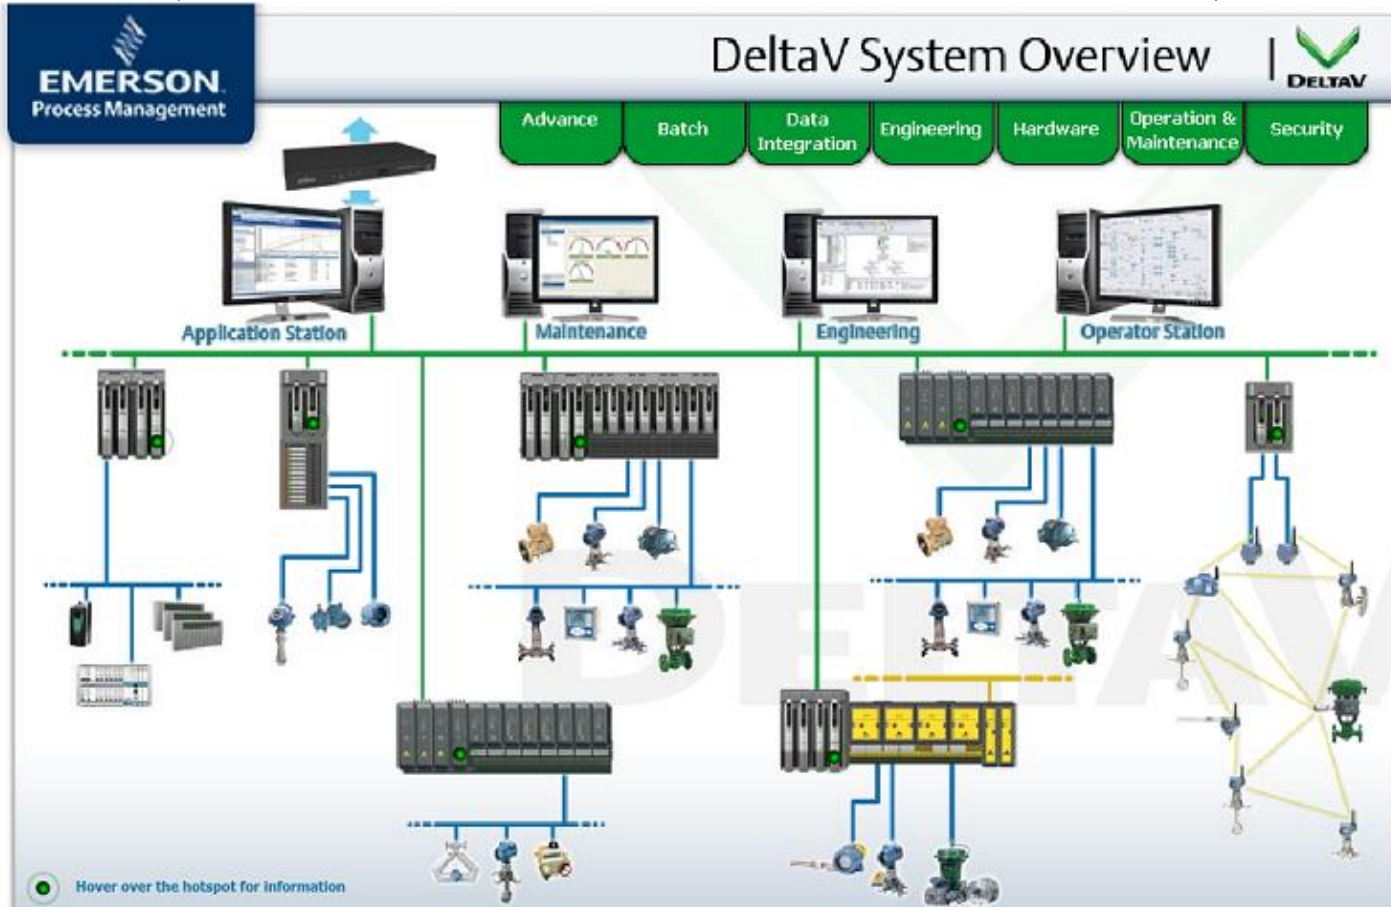 EMERSON
Process Management
DeltaV System Overview
DELTAV
Advance
Batch
Data
Integration
Engineering
Hardware
Operation &
Maintenance
Security
Application Station
Maintenance
Engineering
Operator Station
DELTAV
Hover over the hotspot for information